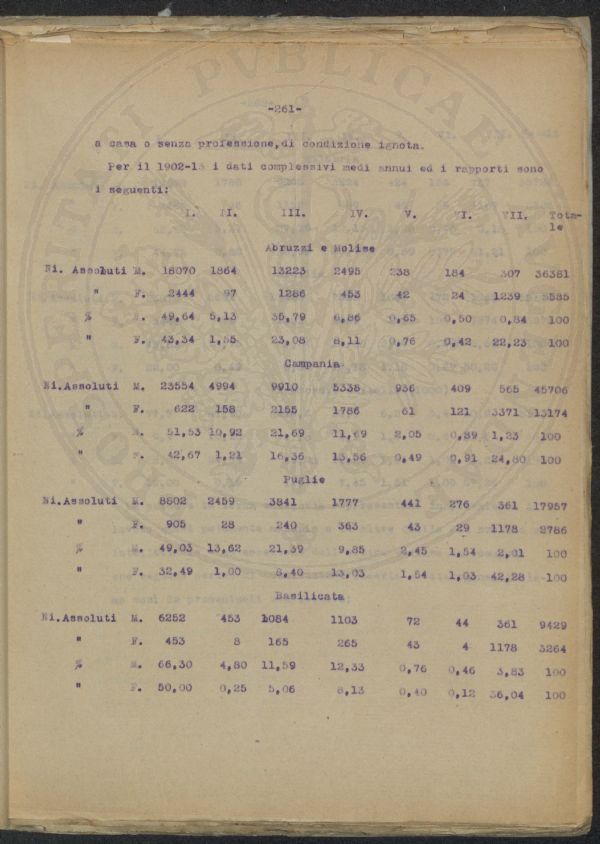 -261-
a casa o senza professione, di condizione ignota.
Per il 1902-13 i dati complessivi medi annui ed i rapporti sono
i seguenti:
I. II. III. IV. V. VI. VII. Tota-
le
Abruzzi e Molise
Ni. Assoluti M. 18070 1864 13223 2495 238 184 307 36381
" F. 2444 97 1286 453 42 24 1239 5585
% M. 49,64 5,13 35,79 6,86 0,65 0,50 0,84 100
" F. 43,34 1,55 23,08 8,11 0,76 0,42 22,23 100
Campania
Ni.Assoluti M. 23554 4994 9910 5338 936 409 565 45706
" F. 622 158 2155 1786 61 121 3371 13174
% M. 51,53 10,92 21,69 11,69 2,05 0,89 1,23 100
" F. 42,67 1,21 16,36 13,56 0,49 0,91 24,80 100
Puglie
Ni.Assoluti M. 8802 2459 3841 1777 441 276 361 17957
" F. 905 28 240 363 43 29 1178 2786
% M. 49,03 13,62 21,39 9,85 2,45 1,54 2,01 100
" F. 32,49 1,00 8,40 13,03 1,54 1,03 42,28 100
Basilicata
Ni.Assoluti M. 6252 453 1084 1103 72 44 361 9429
" F. 453 8 165 265 43 4 1178 3264
% M. 66,30 4,80 11,59 12,33 0,76 0,46 3,83 100
" F. 50,00 0,25 5,06 8,13 0,40 0,12 36,04 100